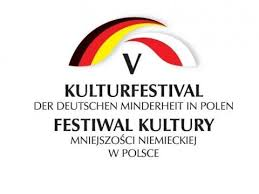 V
KULTURFESTIVAL
DER DEUTSCHEN MINDERHEIT IN POLEN
FESTIWAL KULTURY
MNIEJSZOŚCI NIEMIECKIEJ
W POLSCE